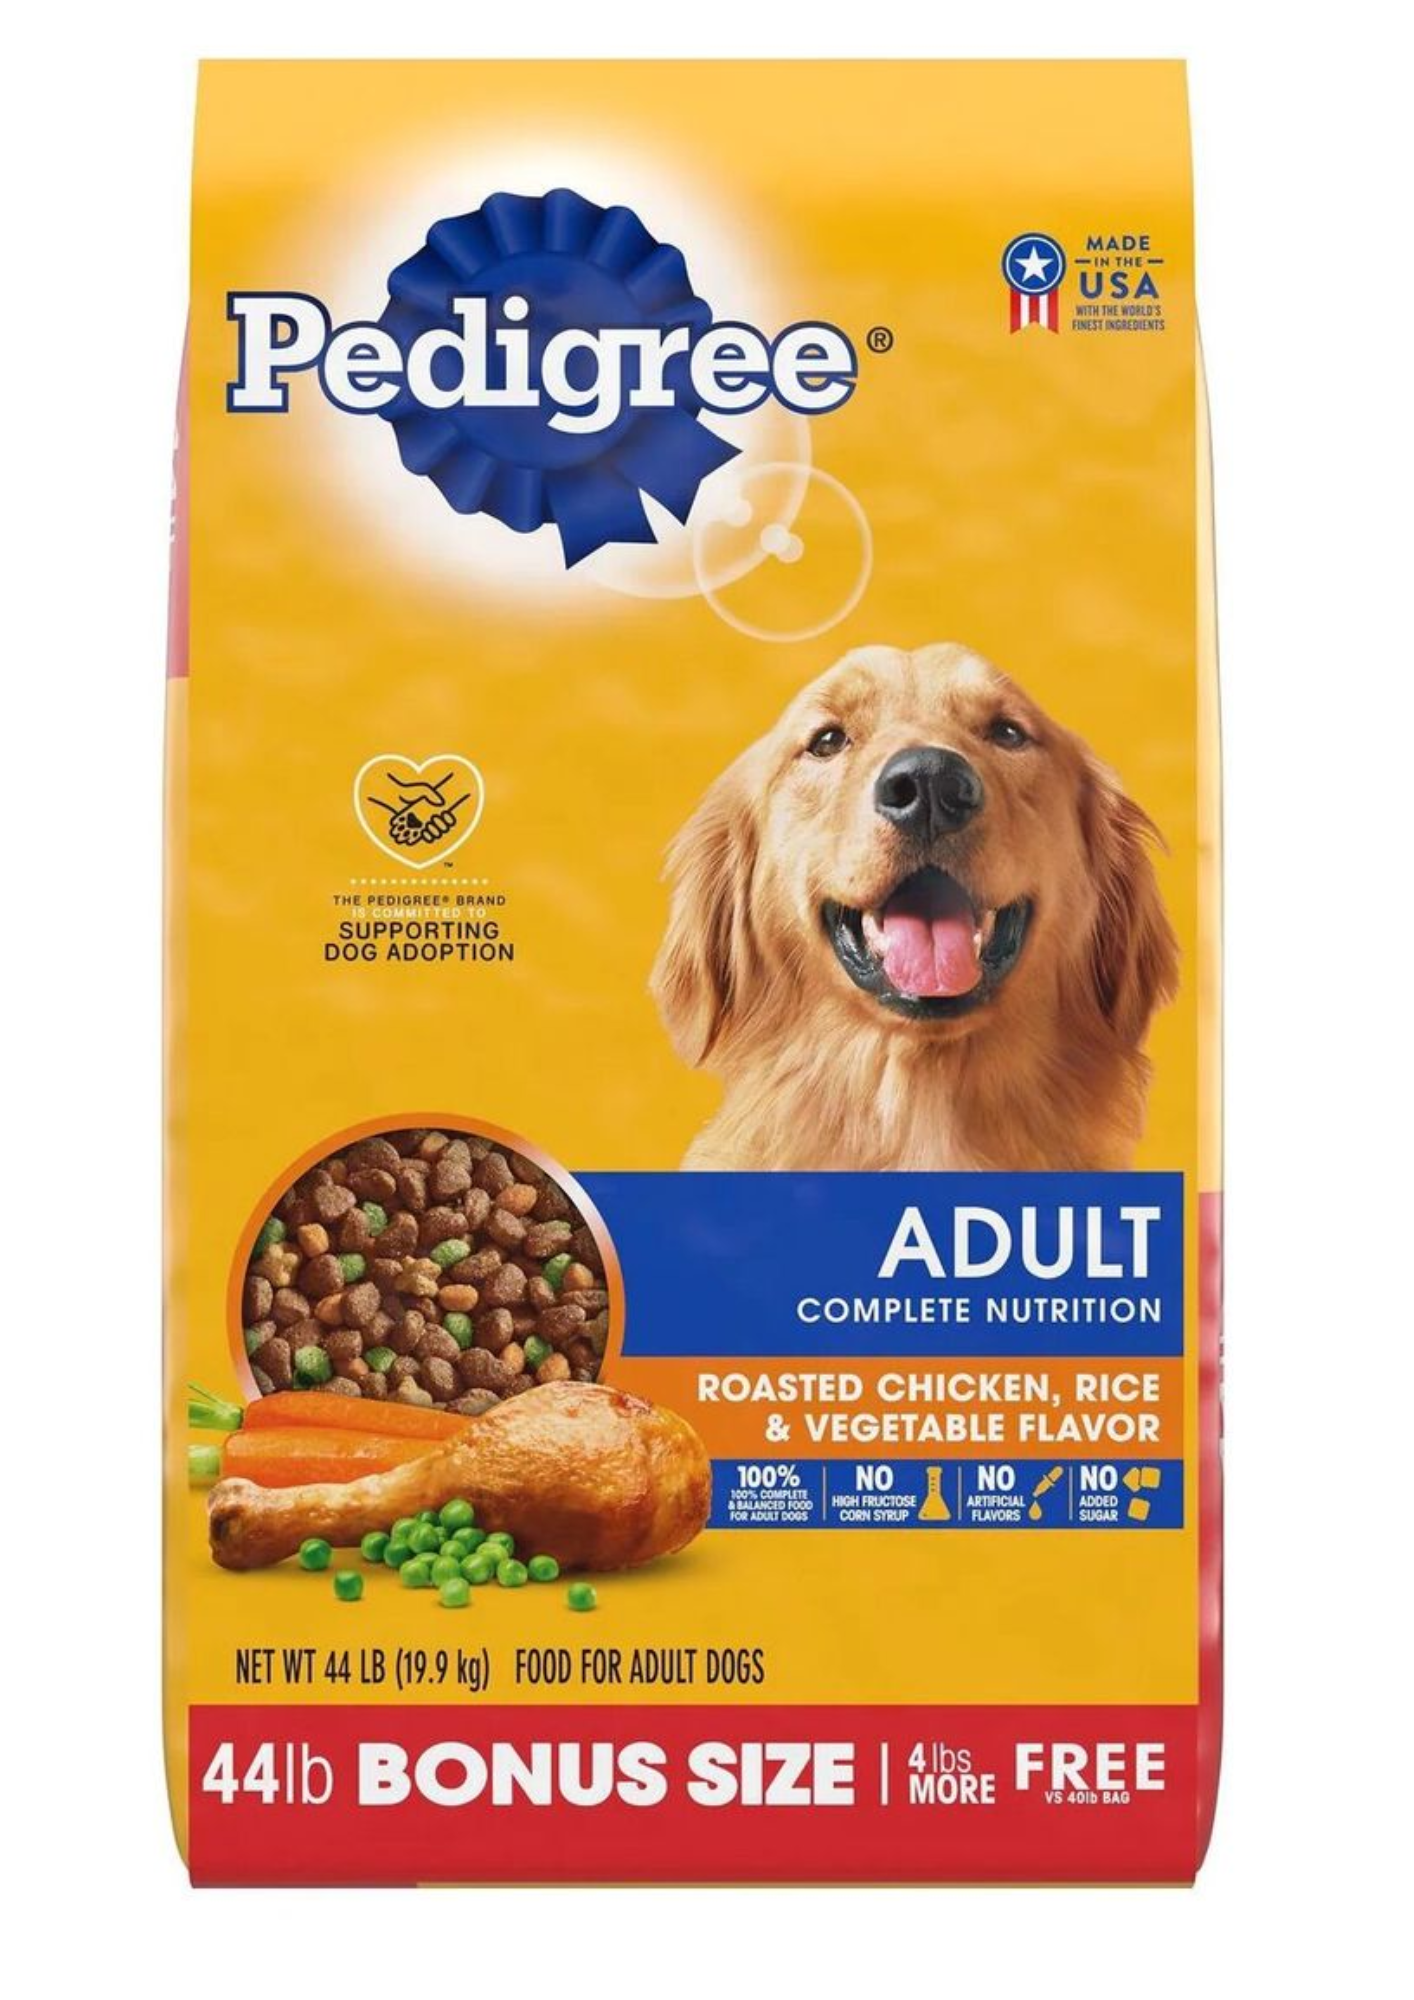 Pedigree®
MADE
IN THE
USA
WITH THE WORLD'S
FINEST INGREDIENTS
TM
THE PEDIGREE® BRAND
IS COMMITTED TO
SUPPORTING
DOG ADOPTION
ADULT
COMPLETE NUTRITION
ROASTED CHICKEN, RICE
& VEGETABLE FLAVOR
100%
100% COMPLETE
& BALANCED FOOD
FOR ADULT DOGS
NO
HIGH FRUCTOSE
CORN SYRUP
NO
ARTIFICIAL
FLAVORS
NO
ADDED
SUGAR
NET WT 44 LB (19.9 kg) FOOD FOR ADULT DOGS
44lb BONUS SIZE | 4 lbs
MORE FREE
VS 40lb BAG